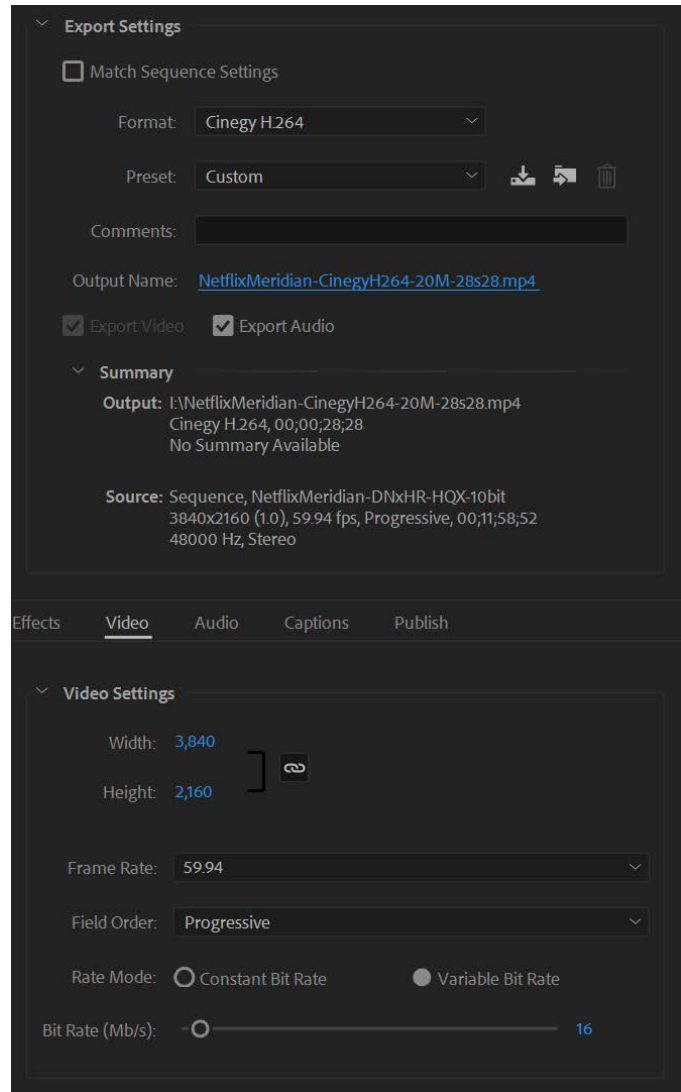 Export Settings
Match Sequence Settings
Format: Cinegy H.264
Preset: Custom
Comments:
Output Name: NetflixMeridian-CinegyH264-20M-28s28.mp4
Export Video Export Audio
Summary
Output: I:\NetflixMeridian-CinegyH264-20M-28s28.mp4
Cinegy H.264, 00;00;28;28
No Summary Available
Source: Sequence, NetflixMeridian-DNxHR-HQX-10bit
3840x2160 (1.0), 59.94 fps, Progressive, 00;11;58;52
48000 Hz, Stereo
Effects Video Audio Captions Publish
Video Settings
Width: 3,840
Height: 2,160
Frame Rate: 59.94
Field Order: Progressive
Rate Mode: Constant Bit Rate Variable Bit Rate
Bit Rate (Mb/s): 16